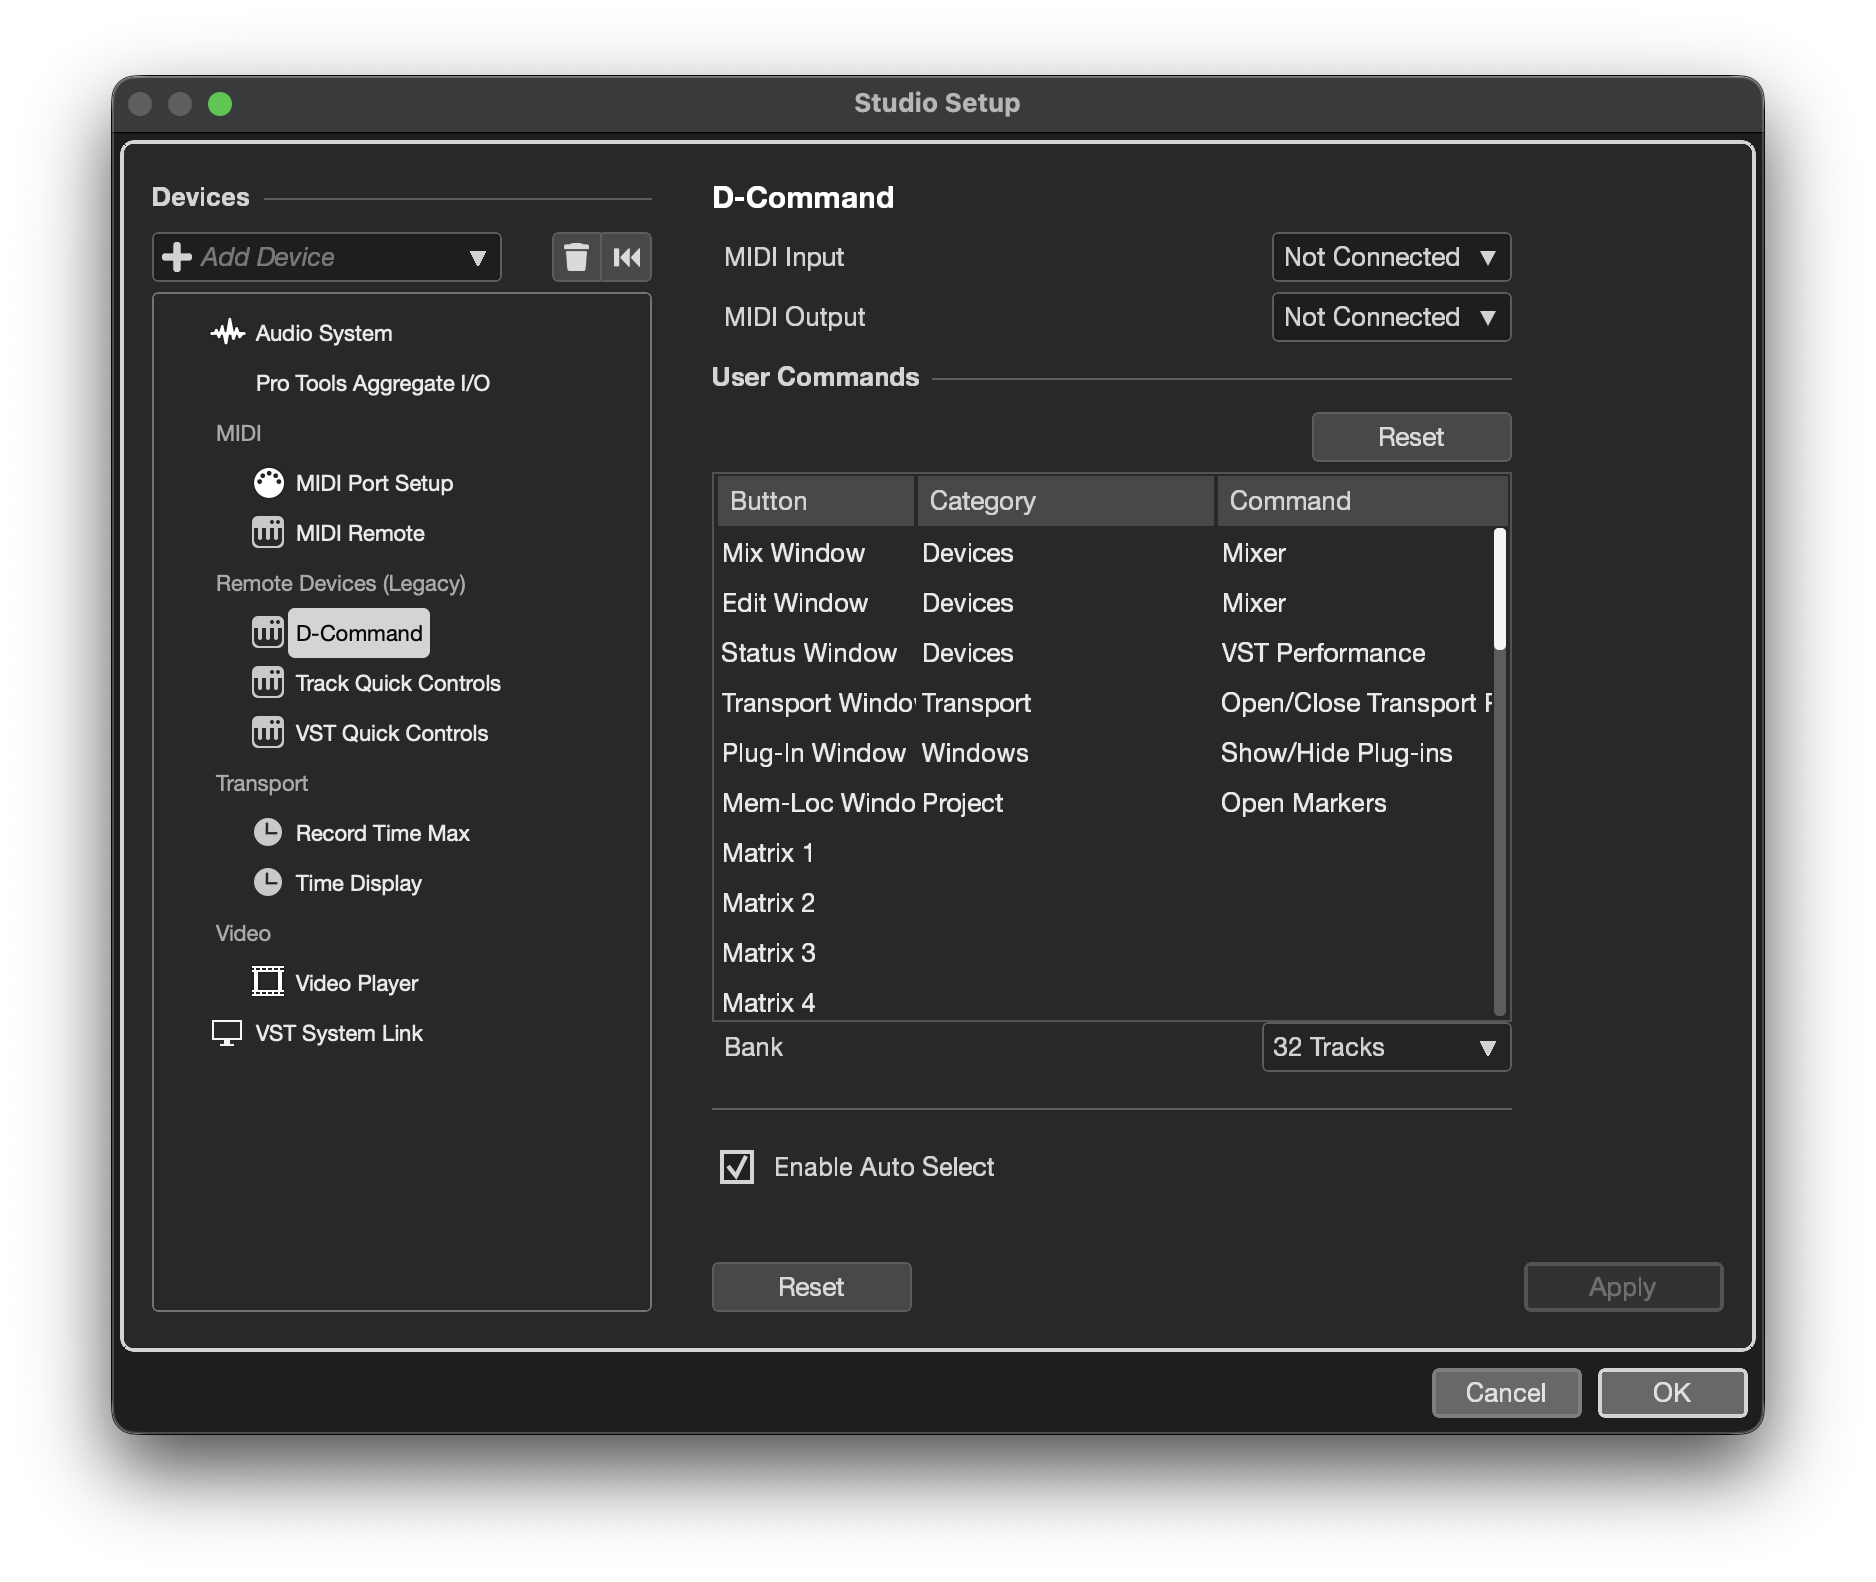 Studio Setup
Devices
Add Device
Audio System
Pro Tools Aggregate I/O
MIDI
MIDI Port Setup
MIDI Remote
Remote Devices (Legacy)
D-Command
Track Quick Controls
VST Quick Controls
Transport
Record Time Max
Time Display
Video
Video Player
VST System Link
D-Command
MIDI Input Not Connected
MIDI Output Not Connected
User Commands
Reset
Button Category Command
Mix Window Devices Mixer
Edit Window Devices Mixer
Status Window Devices VST Performance
Transport Windo Transport Open/Close Transport P
Plug-In Window Windows Show/Hide Plug-ins
Mem-Loc Windo Project Open Markers
Matrix 1
Matrix 2
Matrix 3
Matrix 4
Bank 32 Tracks
Enable Auto Select
Reset Apply
Cancel OK